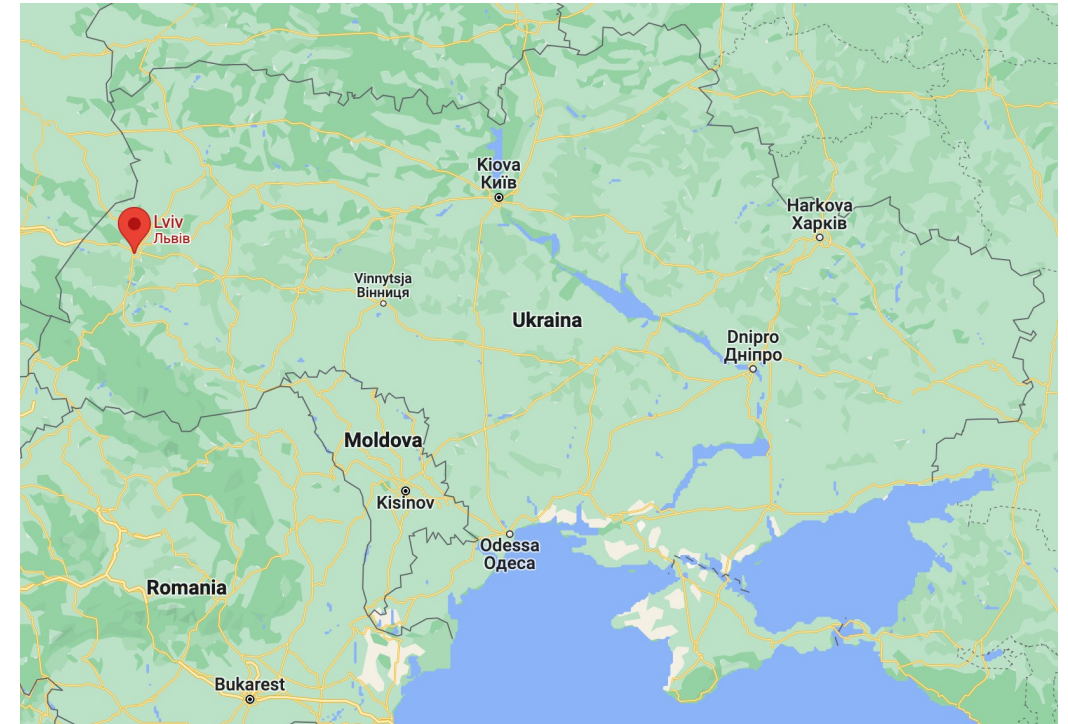 Kiova
Київ
Harkova
Харків
Lviv
Львів
Vinnytsja
Вінниця
Ukraina
Dnipro
Дніпро
Moldova
Kisinov
Odessa
Одеса
Romania
Bukarest